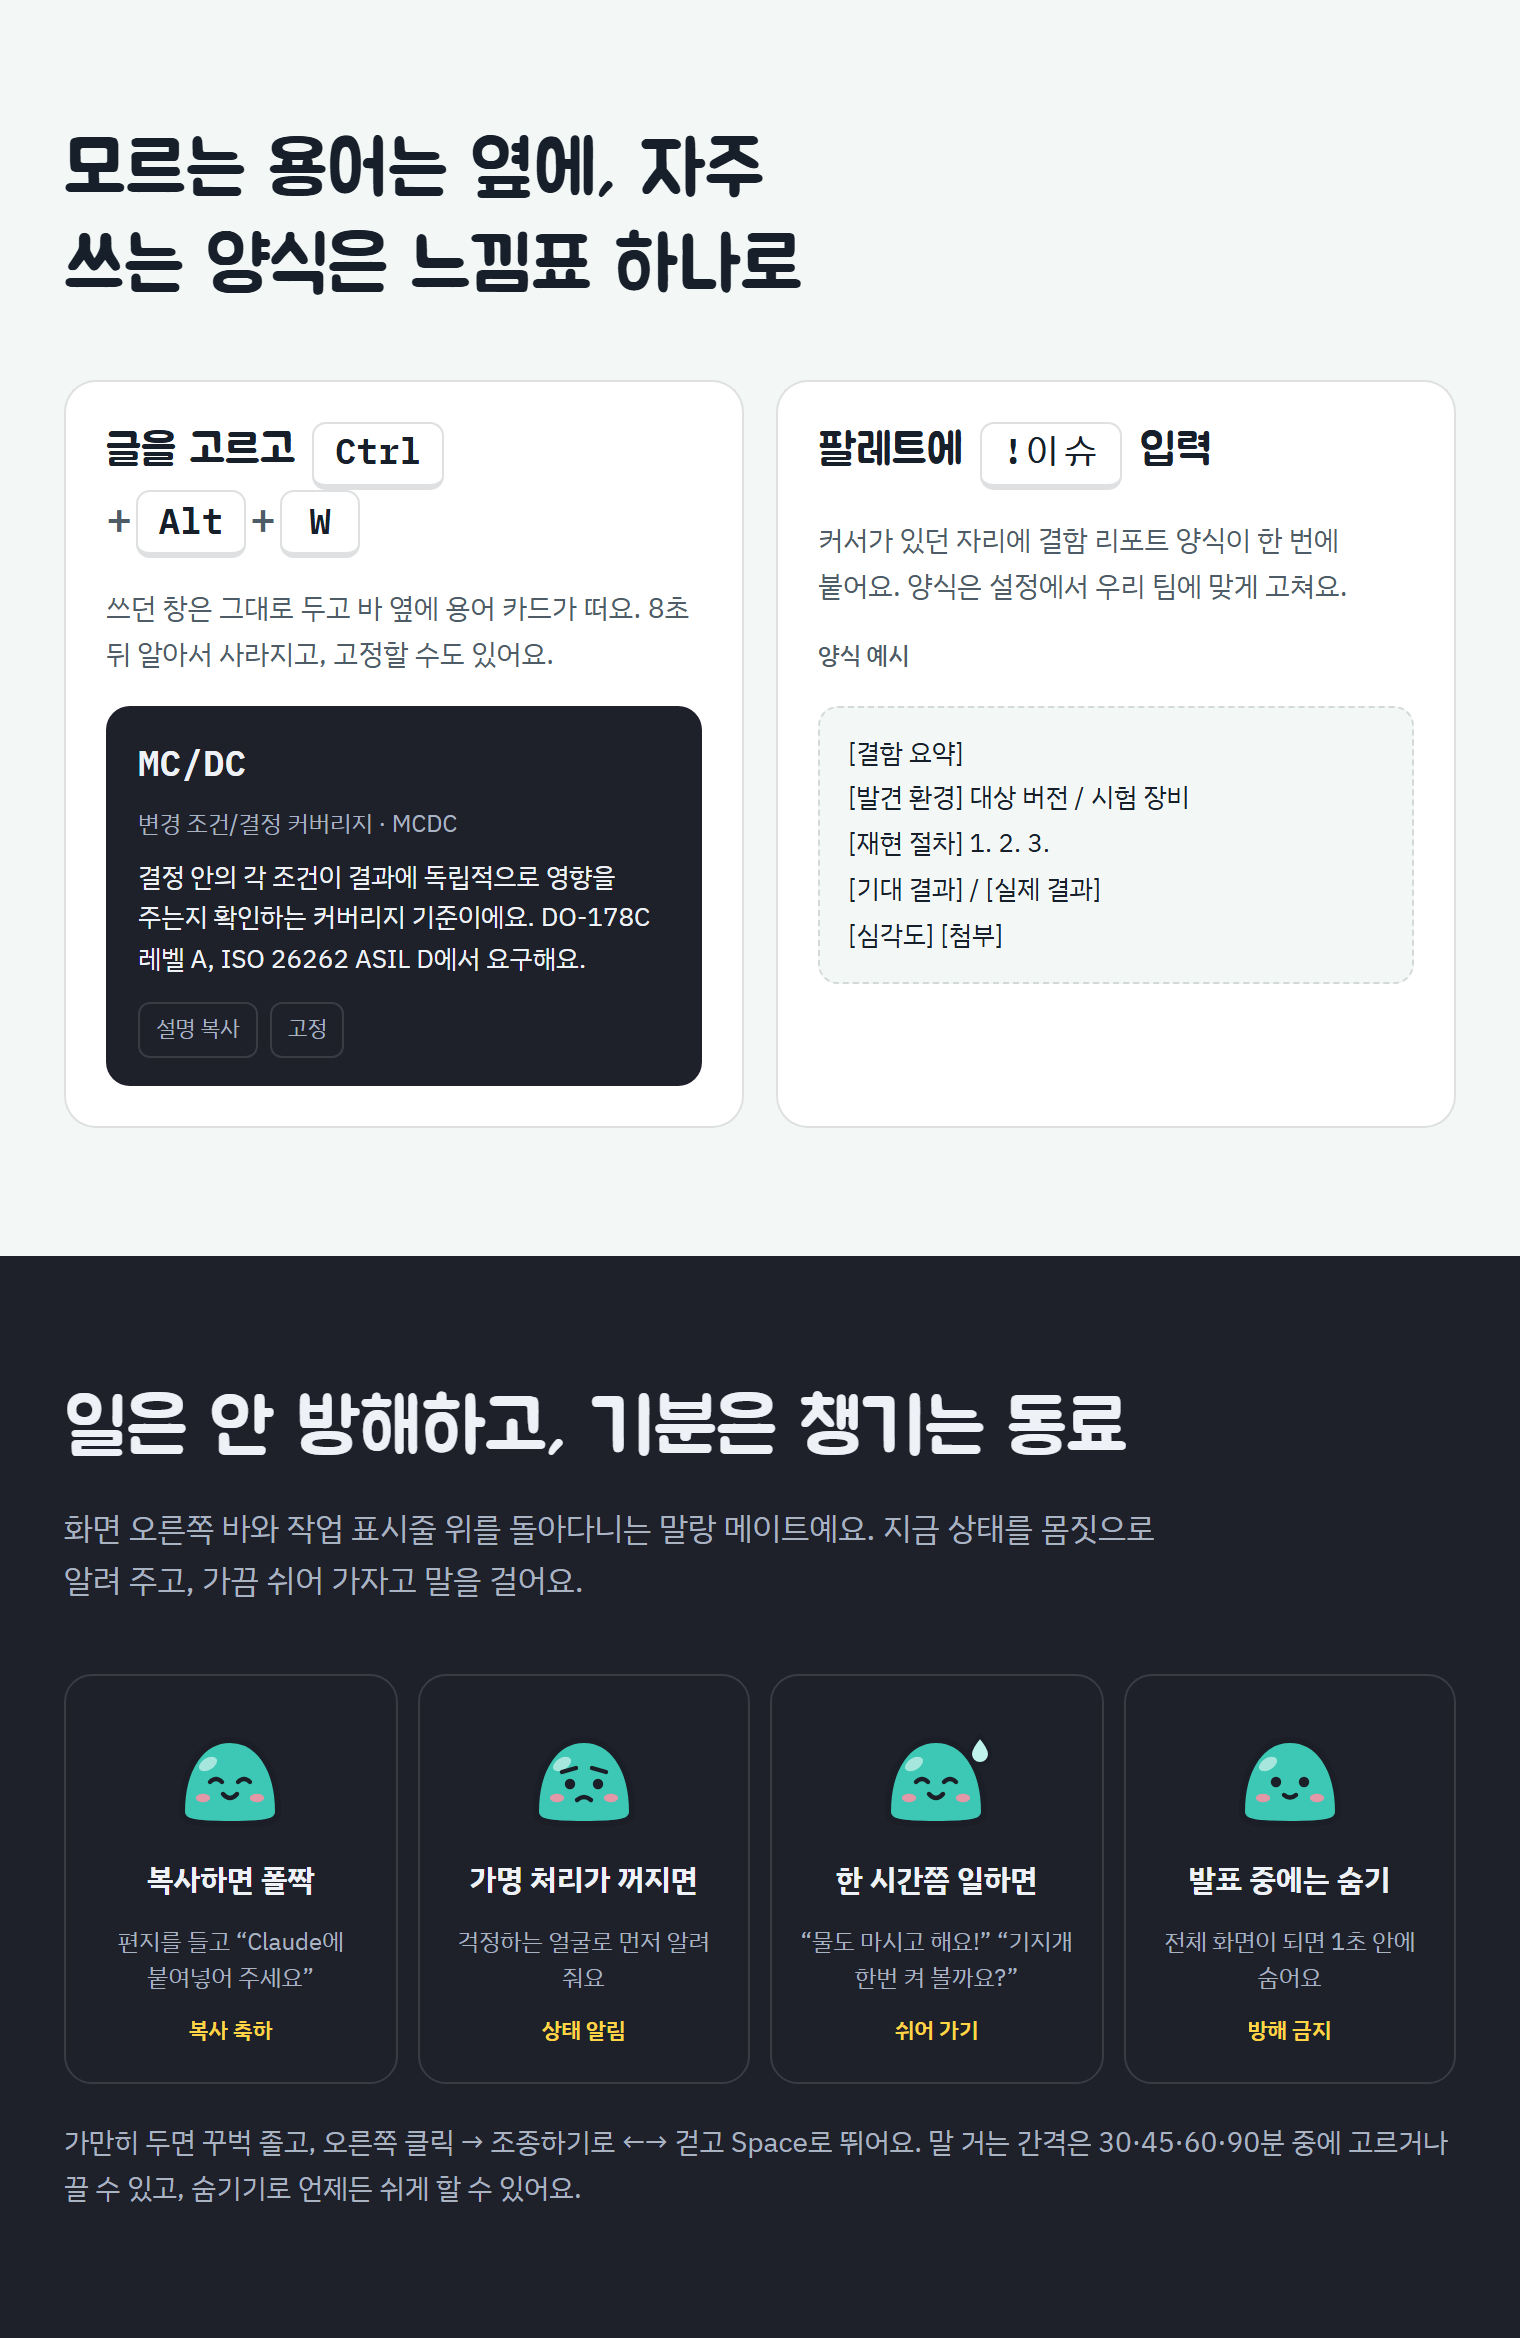 모르는 용어는 옆에, 자주
쓰는 양식은 느낌표 하나로
글을 고르고 Ctrl
+ Alt + W
쓰던 창은 그대로 두고 바 옆에 용어 카드가 떠요. 8초
뒤 알아서 사라지고, 고정할 수도 있어요.
MC/DC
변경 조건/결정 커버리지 · MCDC
결정 안의 각 조건이 결과에 독립적으로 영향을
주는지 확인하는 커버리지 기준이에요. DO-178C
레벨 A, ISO 26262 ASIL D에서 요구해요.
설명 복사 고정
팔레트에 !이슈 입력
커서가 있던 자리에 결함 리포트 양식이 한 번에
붙어요. 양식은 설정에서 우리 팀에 맞게 고쳐요.
양식 예시
[결함 요약]
[발견 환경] 대상 버전 / 시험 장비
[재현 절차] 1. 2. 3.
[기대 결과] / [실제 결과]
[심각도] [첨부]
일은 안 방해하고, 기분은 챙기는 동료
화면 오른쪽 바와 작업 표시줄 위를 돌아다니는 말랑 메이트예요. 지금 상태를 몸짓으로
알려 주고, 가끔 쉬어 가자고 말을 걸어요.
복사하면 폴짝
편지를 들고 “Claude에
붙여넣어 주세요”
복사 축하
가명 처리가 꺼지면
걱정하는 얼굴로 먼저 알려
줘요
상태 알림
한 시간쯤 일하면
“물도 마시고 해요!” “기지개
한번 켜 볼까요?”
쉬어 가기
발표 중에는 숨기
전체 화면이 되면 1초 안에
숨어요
방해 금지
가만히 두면 꾸벅 졸고, 오른쪽 클릭 → 조종하기로 ←→ 걷고 Space로 뛰어요. 말 거는 간격은 30·45·60·90분 중에 고르거나
끌 수 있고, 숨기기로 언제든 쉬게 할 수 있어요.